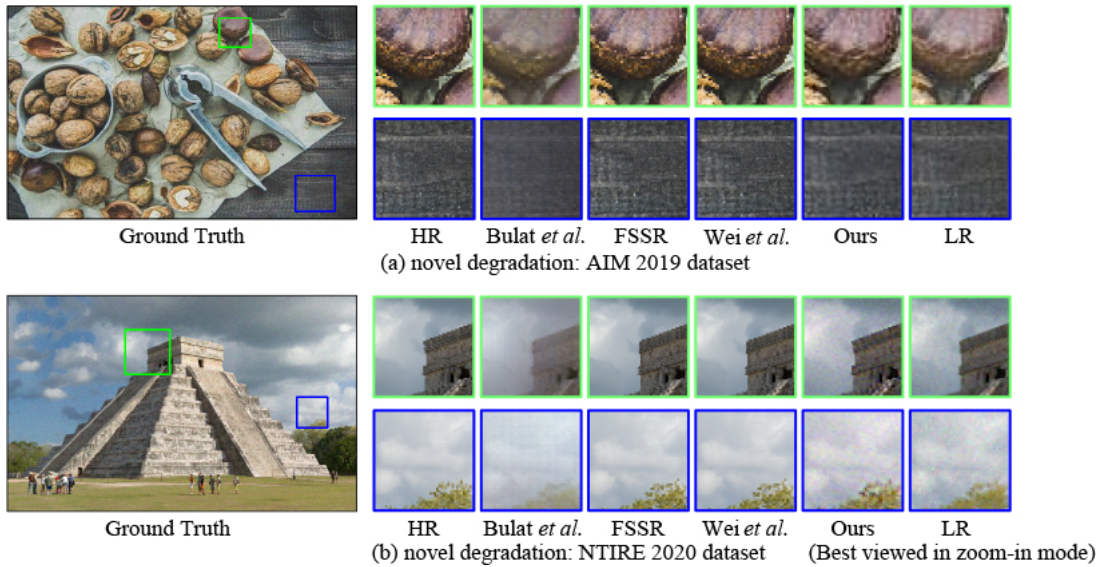 Ground Truth
HR Bulat et al. FSSR Wei et al. Ours LR
(a) novel degradation: AIM 2019 dataset
Ground Truth
HR Bulat et al. FSSR Wei et al. Ours LR
(b) novel degradation: NTIRE 2020 dataset (Best viewed in zoom-in mode)